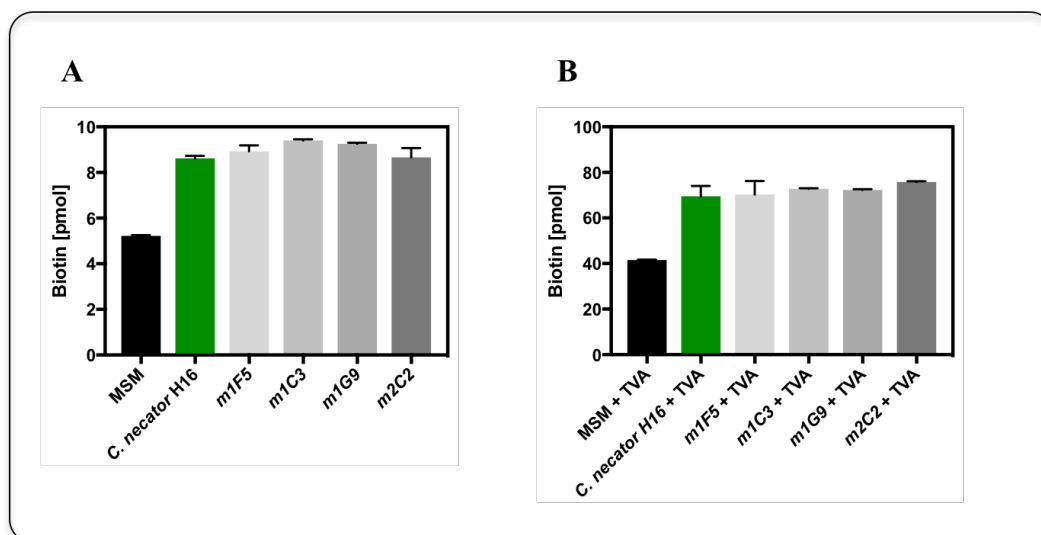 A
Biotin [pmol]
10
8
6
4
2
0
MSM
C. necator H16
m1F5
m1C3
m1G9
m2C2
B
Biotin [pmol]
100
80
60
40
20
0
MSM + TVA
C. necator H16 + TVA
m1F5 + TVA
m1C3 + TVA
m1G9 + TVA
m2C2 + TVA